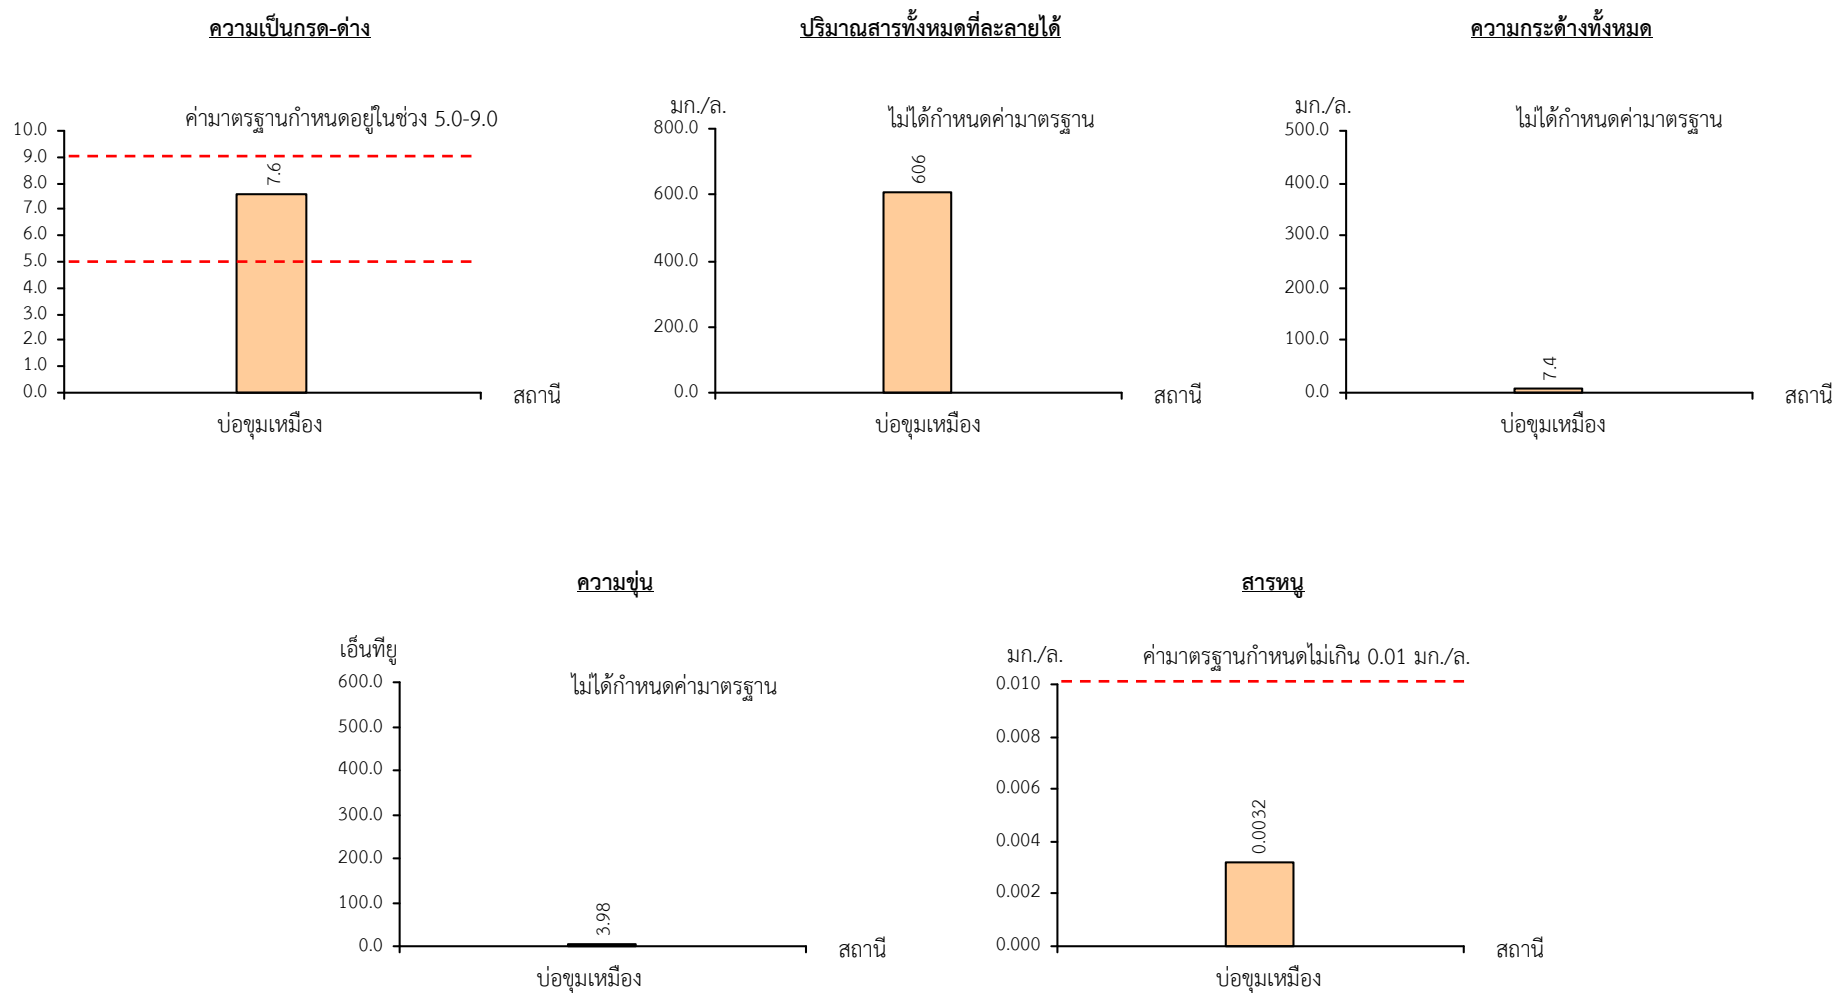 ความเป็นกรด-ด่าง
ค่ามาตรฐานกำหนดอยู่ในช่วง 5.0-9.0
10.0
9.0
8.0
7.0
6.0
5.0
4.0
3.0
2.0
1.0
0.0
7.6
สถานี
บ่อขุมเหมือง
ปริมาณสารทั้งหมดที่ละลายได้
มก./ล.
ไม่ได้กำหนดค่ามาตรฐาน
800.0
600.0
400.0
200.0
0.0
606
สถานี
บ่อขุมเหมือง
ความกระด้างทั้งหมด
มก./ล.
ไม่ได้กำหนดค่ามาตรฐาน
500.0
400.0
300.0
200.0
100.0
0.0
7.4
สถานี
บ่อขุมเหมือง
ความขุ่น
เอ็นทียู
ไม่ได้กำหนดค่ามาตรฐาน
600.0
500.0
400.0
300.0
200.0
100.0
0.0
3.98
สถานี
บ่อขุมเหมือง
สารหนู
มก./ล.
ค่ามาตรฐานกำหนดไม่เกิน 0.01 มก./ล.
0.010
0.008
0.006
0.004
0.002
0.000
0.0032
สถานี
บ่อขุมเหมือง